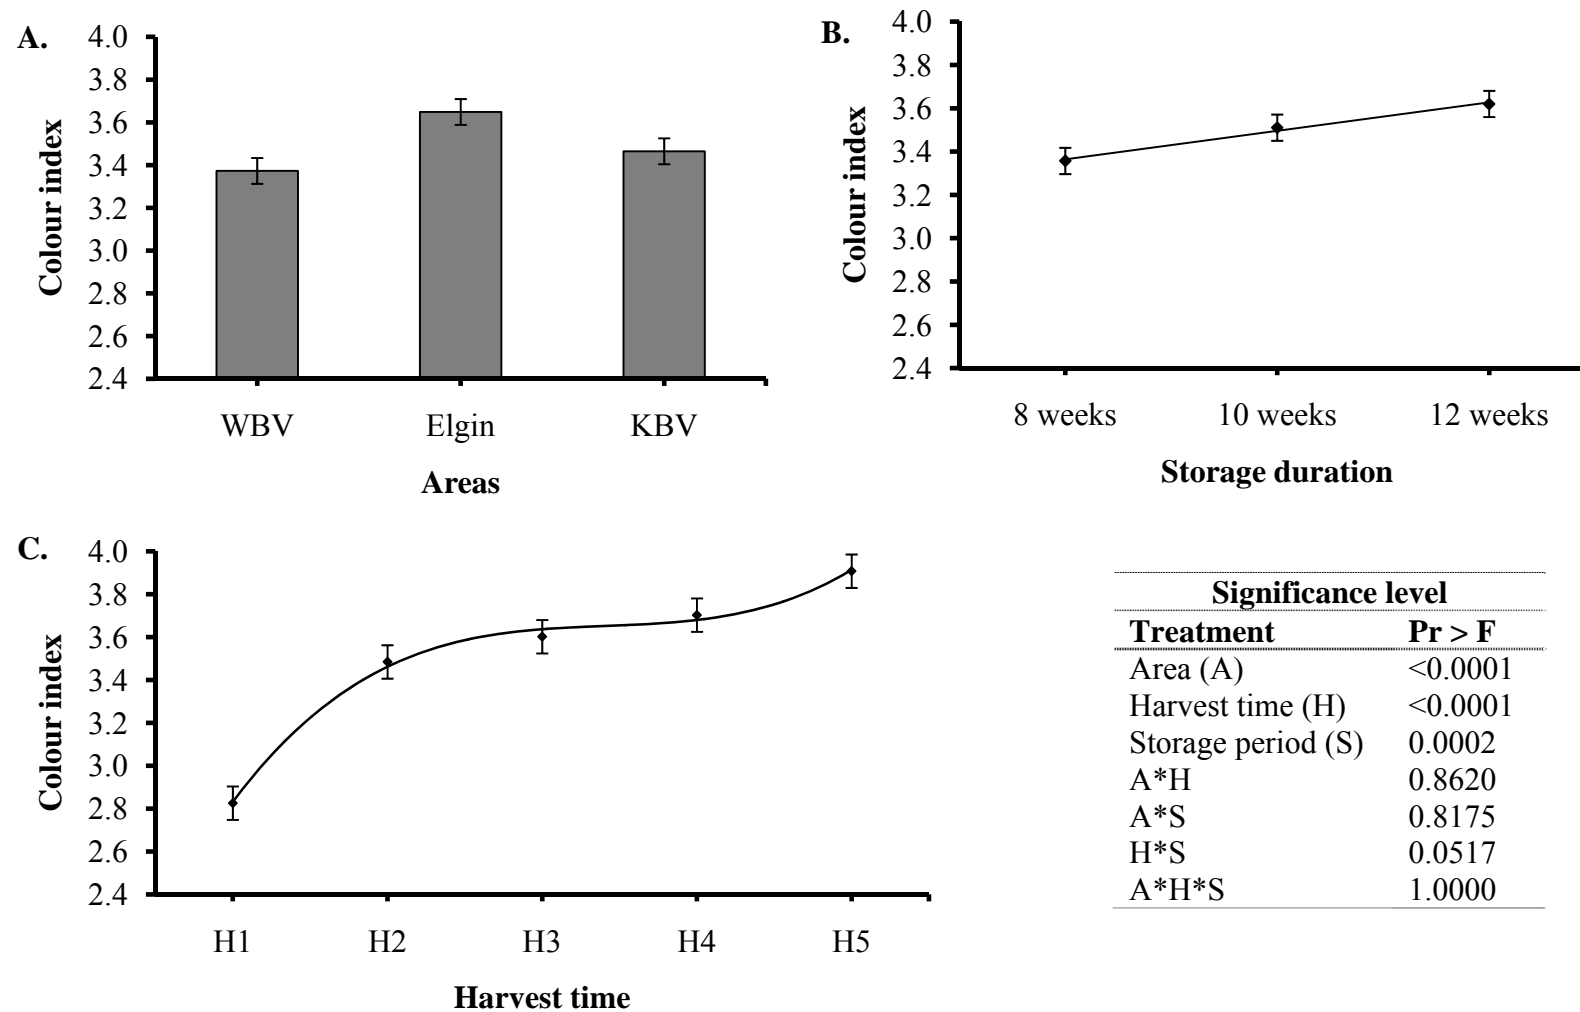 A.
Colour index
4.0
3.8
3.6
3.4
3.2
3.0
2.8
2.6
2.4
WBV Elgin KBV
Areas
B.
Colour index
4.0
3.8
3.6
3.4
3.2
3.0
2.8
2.6
2.4
8 weeks 10 weeks 12 weeks
Storage duration
C.
Colour index
4.0
3.8
3.6
3.4
3.2
3.0
2.8
2.6
2.4
H1 H2 H3 H4 H5
Harvest time
Significance level
Treatment Pr > F
Area (A) <0.0001
Harvest time (H) <0.0001
Storage period (S) 0.0002
A*H 0.8620
A*S 0.8175
H*S 0.0517
A*H*S 1.0000